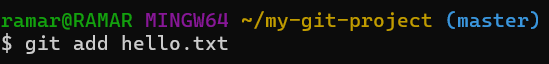 ramar@RAMAR MINGW64 ~/my-git-project (master)
$ git add hello.txt